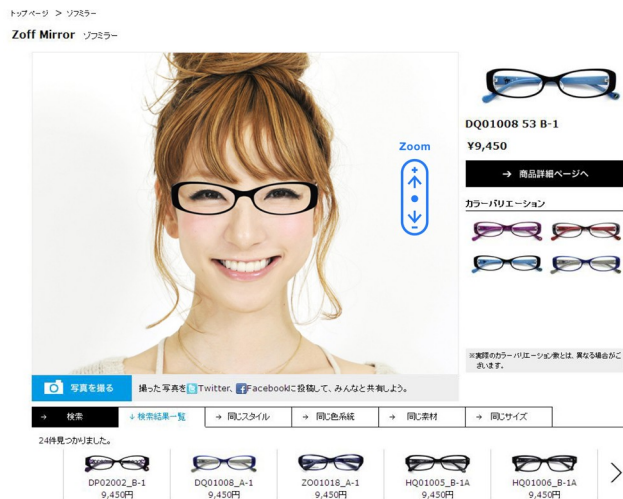 トップページ > ゾフミラー
Zoff Mirror ゾフミラー
Zoom
DQ01008 53 B-1
¥9,450
→ 商品詳細ページへ
カラーバリエーション
※実際のカラーバリエーション数とは、異なる場合がご
ざいます。
写真を撮る
撮った写真をTwitter、Facebookに投稿して、みんなと共有しよう。
→ 検索
↓ 検索結果一覧
→ 同じスタイル
→ 同じ色系統
→ 同じ素材
→ 同じサイズ
24件見つかりました。
DP02002_B-1
9,450円
DQ01008_A-1
9,450円
ZO01018_A-1
9,450円
HQ01005_B-1A
9,450円
HQ01006_B-1A
9,450円